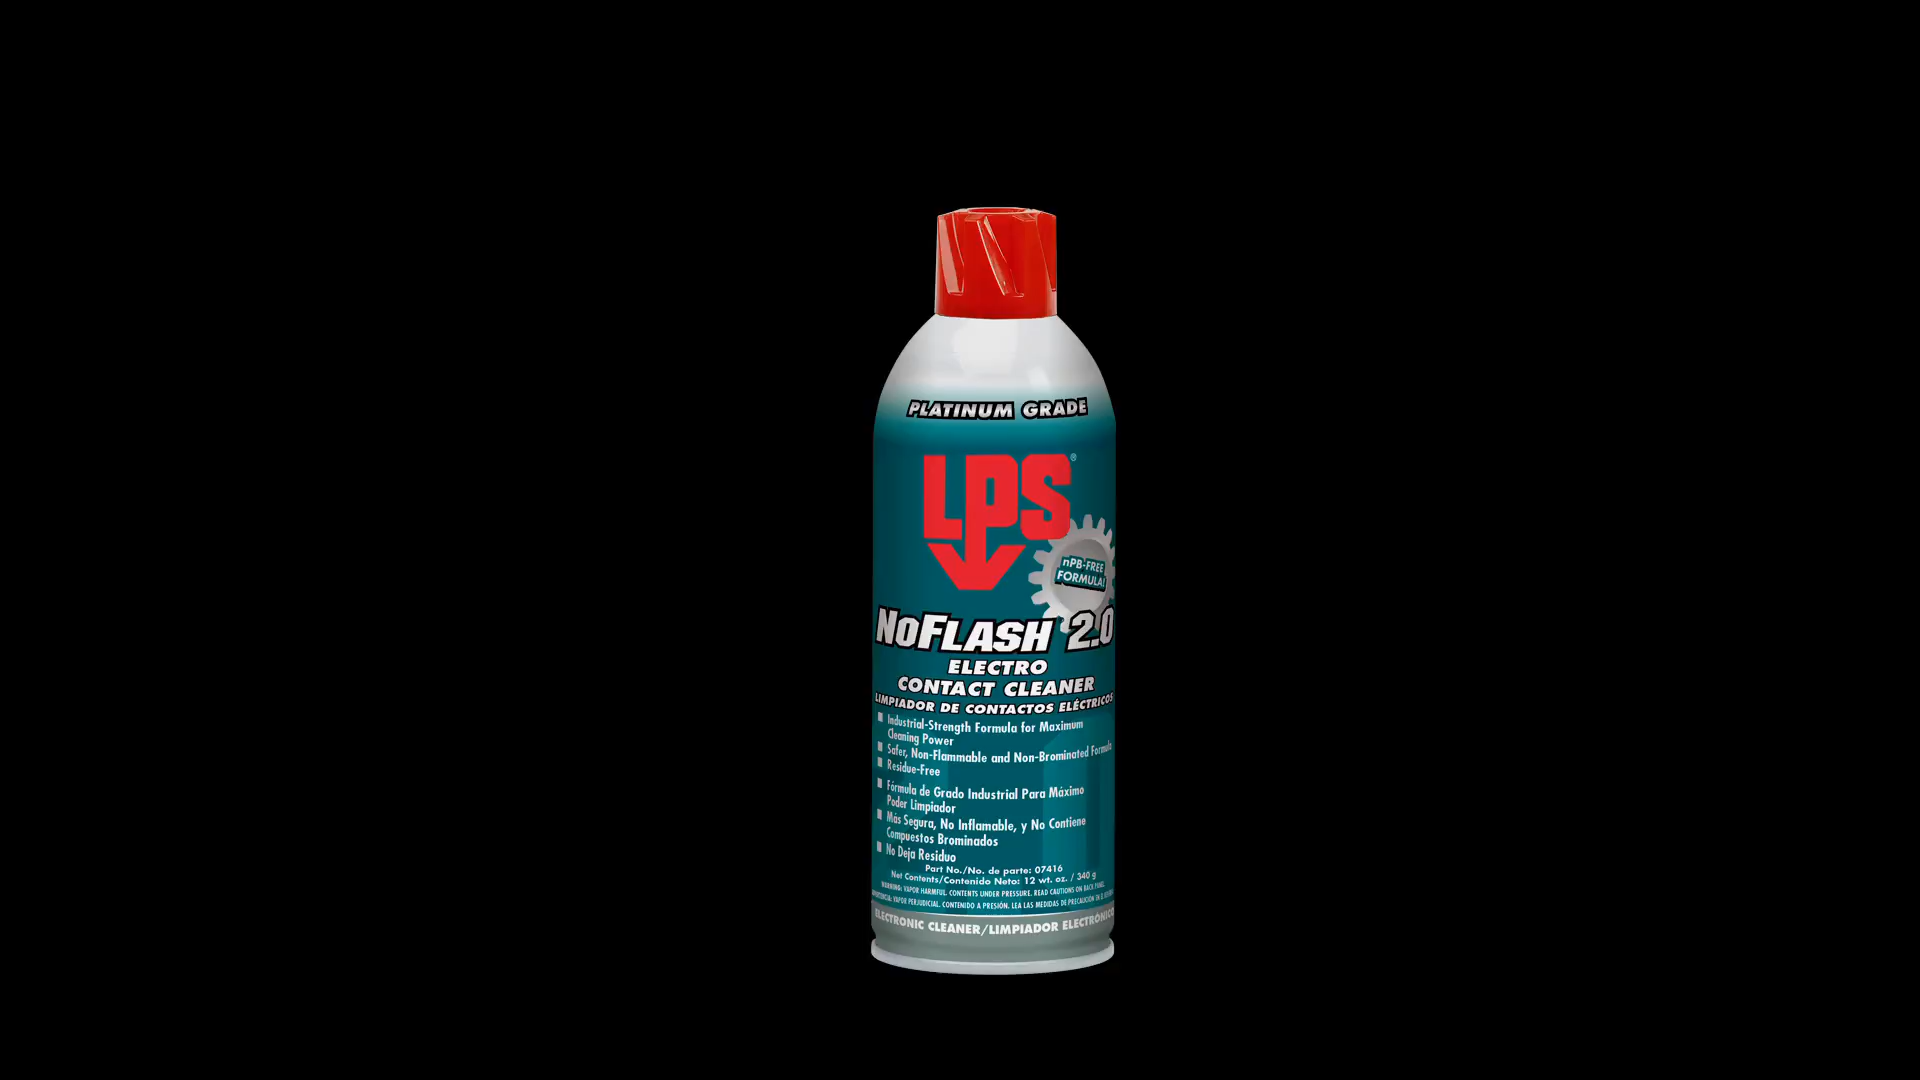 PLATINUM GRADE
LPS®
nPB-FREE
FORMULA!
NOFLASH 2.0
ELECTRO
CONTACT CLEANER
LIMPIADOR DE CONTACTOS ELÉCTRICOS
Industrial-Strength Formula for Maximum
Cleaning Power
Safer, Non-Flammable and Non-Brominated Formula
Residue-Free
Fórmula de Grado Industrial Para Máximo
Poder Limpiador
Más Segura, No Inflamable, y No Contiene
Compuestos Brominados
No Deja Residuo
Part No./No. de parte: 07416
Net Contents/Contenido Neto: 12 wt. oz. / 340 g
WARNING: VAPOR HARMFUL. CONTENTS UNDER PRESSURE. READ CAUTIONS ON BACK PANEL.
VAPOR PERJUDICIAL. CONTENIDO A PRESIÓN. LEA LAS MEDIDAS DE PRECAUCIÓN EN EL
ELECTRONIC CLEANER/LIMPIADOR ELECTRÓNICO